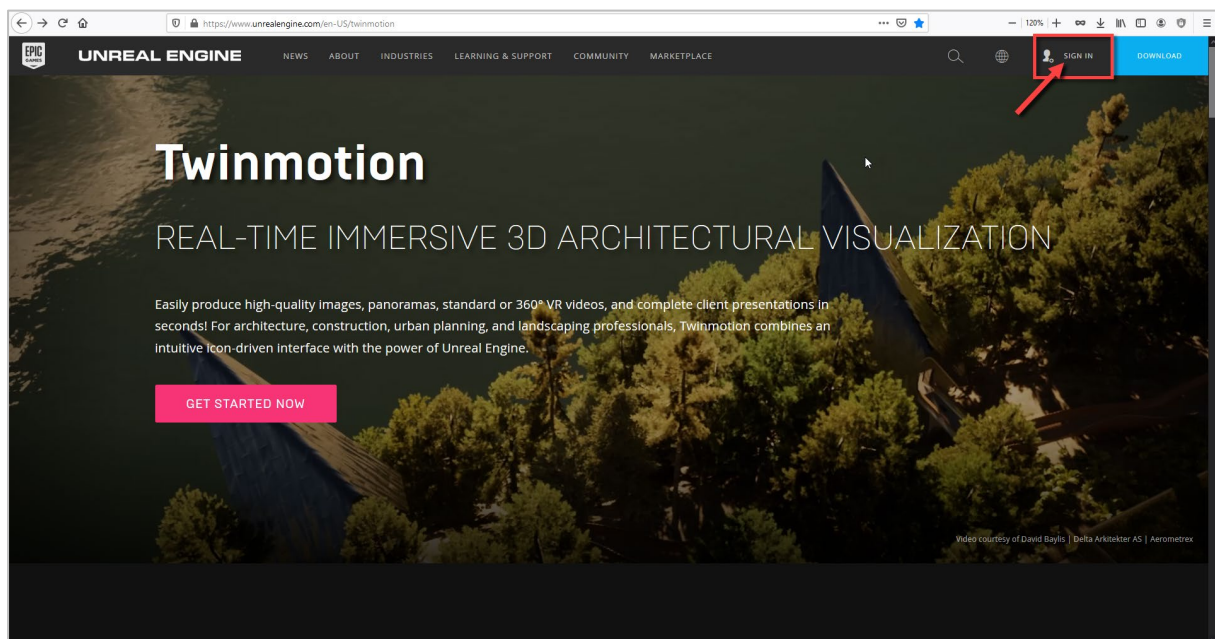 https://www.unrealengine.com/en-US/twinmotion
120%
EPIC GAMES
UNREAL ENGINE
NEWS ABOUT INDUSTRIES LEARNING & SUPPORT COMMUNITY MARKETPLACE
SIGN IN
DOWNLOAD
Twinmotion
REAL-TIME IMMERSIVE 3D ARCHITECTURAL VISUALIZATION
Easily produce high-quality images, panoramas, standard or 360° VR videos, and complete client presentations in
seconds! For architecture, construction, urban planning, and landscaping professionals, Twinmotion combines an
intuitive icon-driven interface with the power of Unreal Engine.
GET STARTED NOW
Video courtesy of David Baylis | Delta Arkitekter AS | Aerometrex